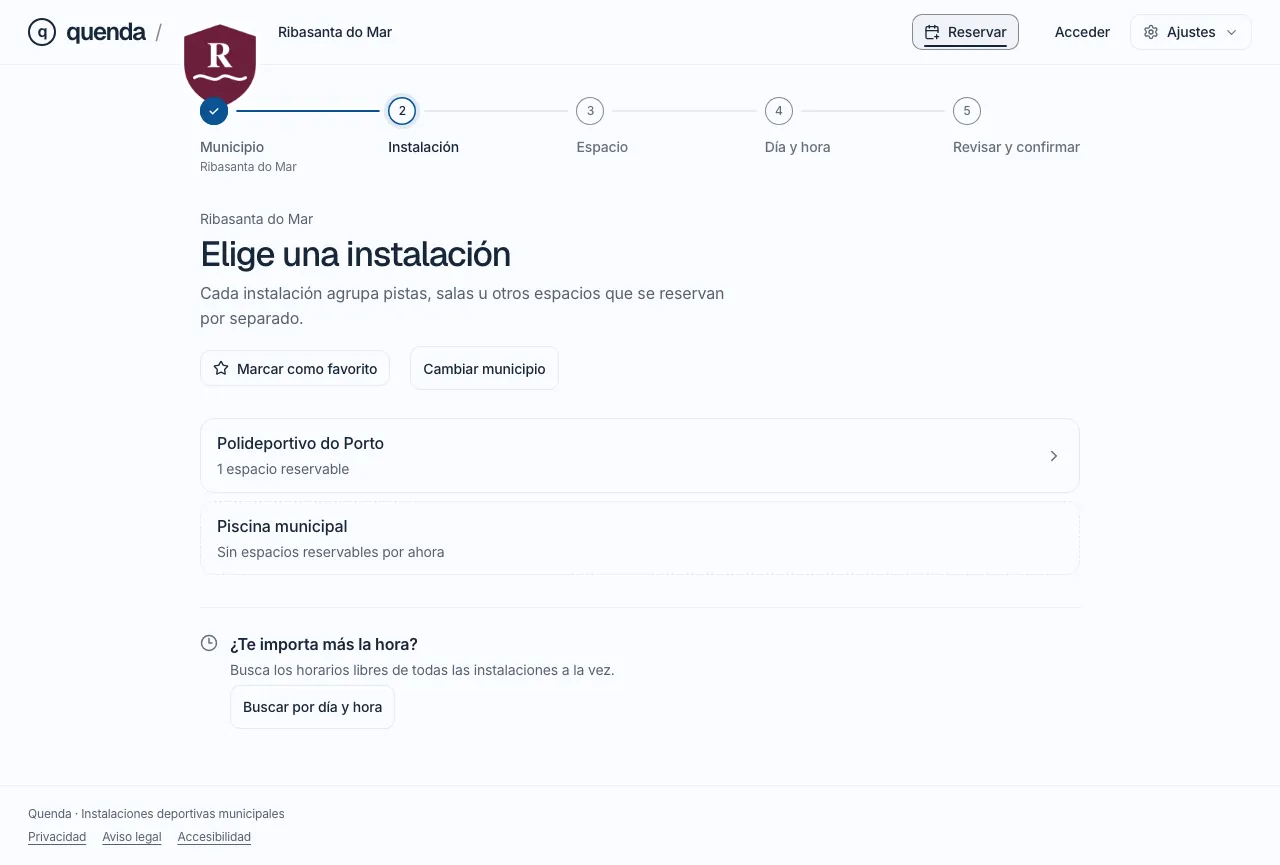 q quenda / R Ribasanta do Mar Reservar Acceder Ajustes
2 3 4 5
Municipio Instalación Espacio Día y hora Revisar y confirmar
Ribasanta do Mar
Ribasanta do Mar
Elige una instalación
Cada instalación agrupa pistas, salas u otros espacios que se reservan
por separado.
Marcar como favorito Cambiar municipio
Polideportivo do Porto
1 espacio reservable
Piscina municipal
Sin espacios reservables por ahora
¿Te importa más la hora?
Busca los horarios libres de todas las instalaciones a la vez.
Buscar por día y hora
Quenda · Instalaciones deportivas municipales
Privacidad Aviso legal Accesibilidad